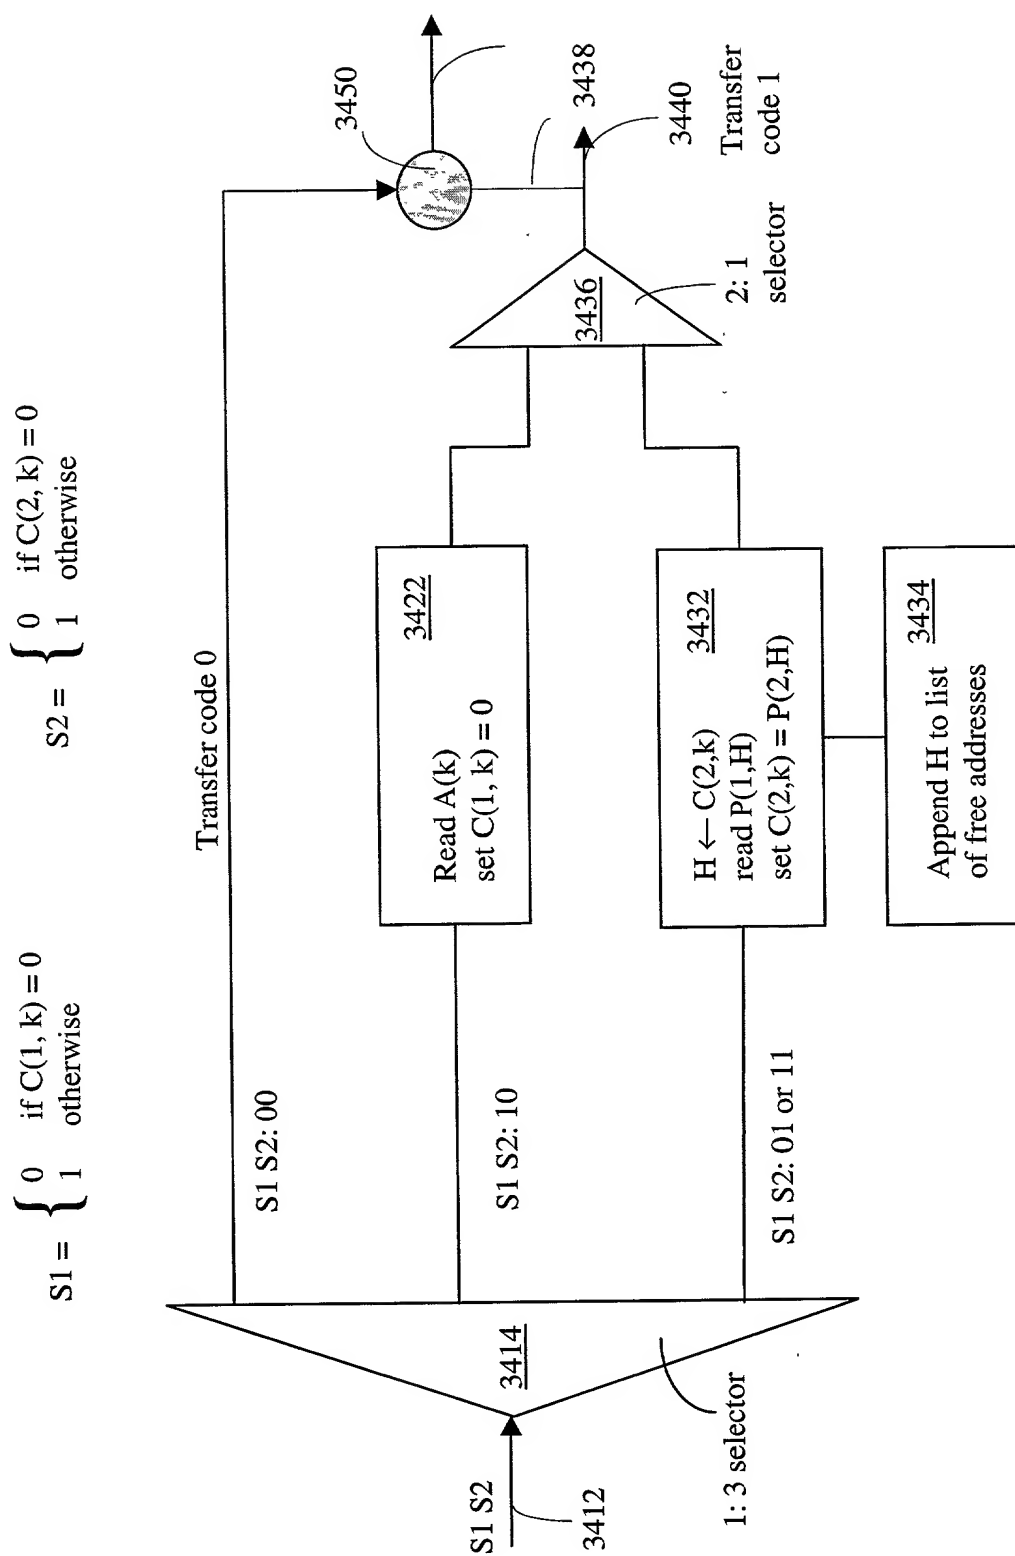 S1 = { 0 if C(1, k) = 0
1 otherwise
S2 = { 0 if C(2, k) = 0
1 otherwise
Transfer code 0
S1 S2: 00
3450
S1 S2
3412
3414
1: 3 selector
S1 S2: 10
Read A(k)
set C(1, k) = 0
3422
S1 S2: 01 or 11
H ← C(2,k)
read P(1,H)
set C(2,k) = P(2,H)
3432
Append H to list
of free addresses
3434
3436
2: 1
selector
3438
3440
Transfer
code 1